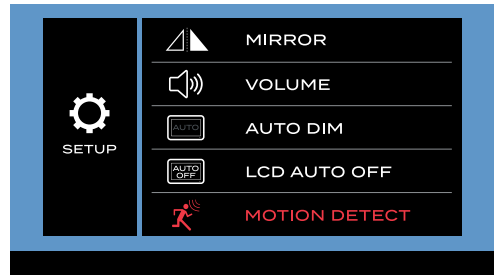 MIRROR
VOLUME
SETUP
AUTO
AUTO DIM
AUTO
OFF
LCD AUTO OFF
MOTION DETECT